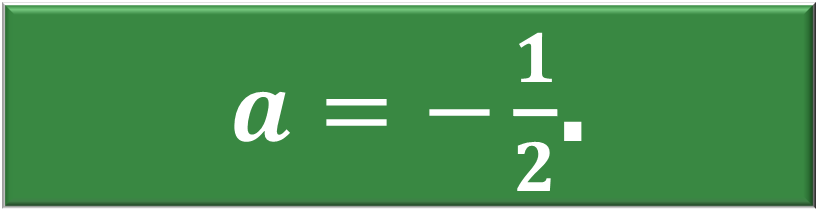 a = −1/2.